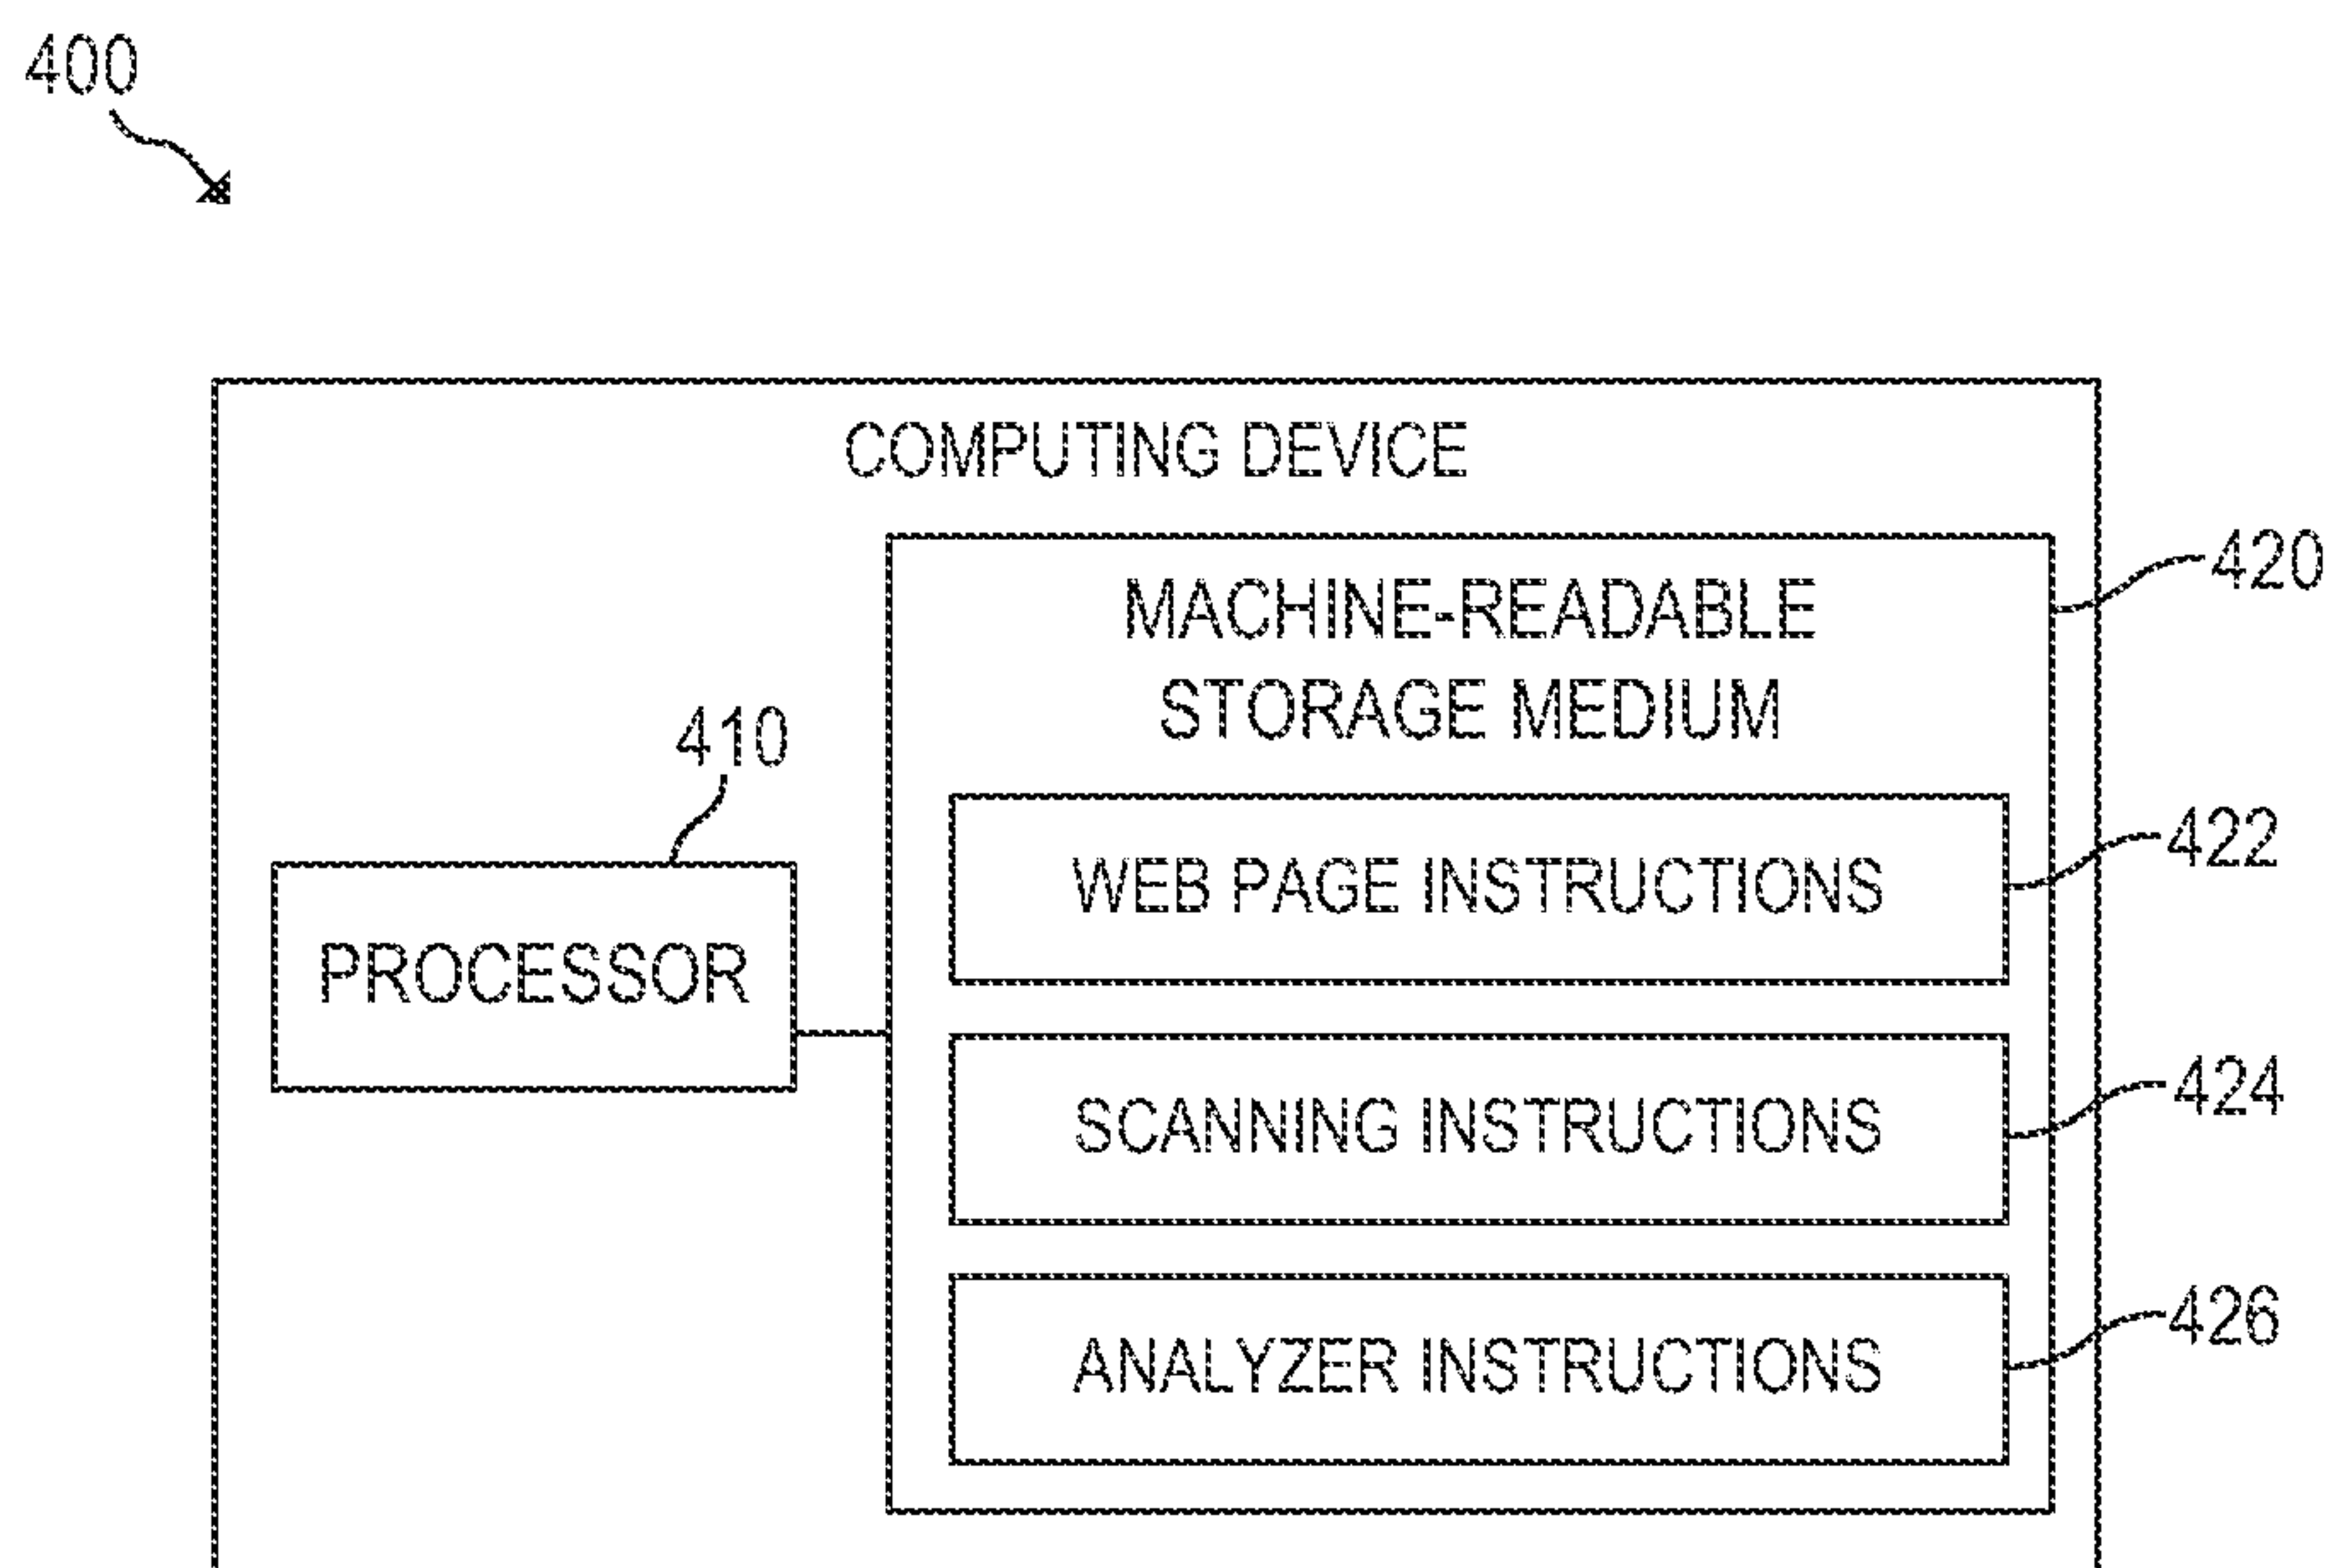 400
COMPUTING DEVICE
420
MACHINE-READABLE
STORAGE MEDIUM
410
422
WEB PAGE INSTRUCTIONS
PROCESSOR
424
SCANNING INSTRUCTIONS
426
ANALYZER INSTRUCTIONS